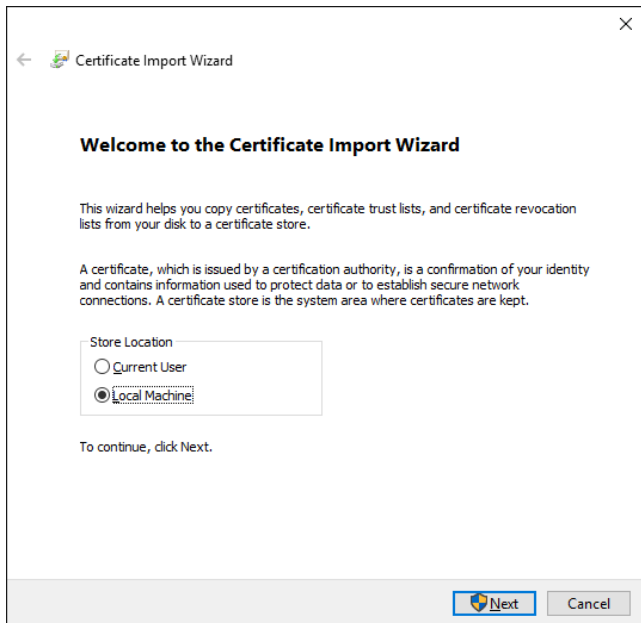 Certificate Import Wizard
Welcome to the Certificate Import Wizard
This wizard helps you copy certificates, certificate trust lists, and certificate revocation
lists from your disk to a certificate store.
A certificate, which is issued by a certification authority, is a confirmation of your identity
and contains information used to protect data or to establish secure network
connections. A certificate store is the system area where certificates are kept.
Store Location
Current User
Local Machine
To continue, click Next.
Next Cancel